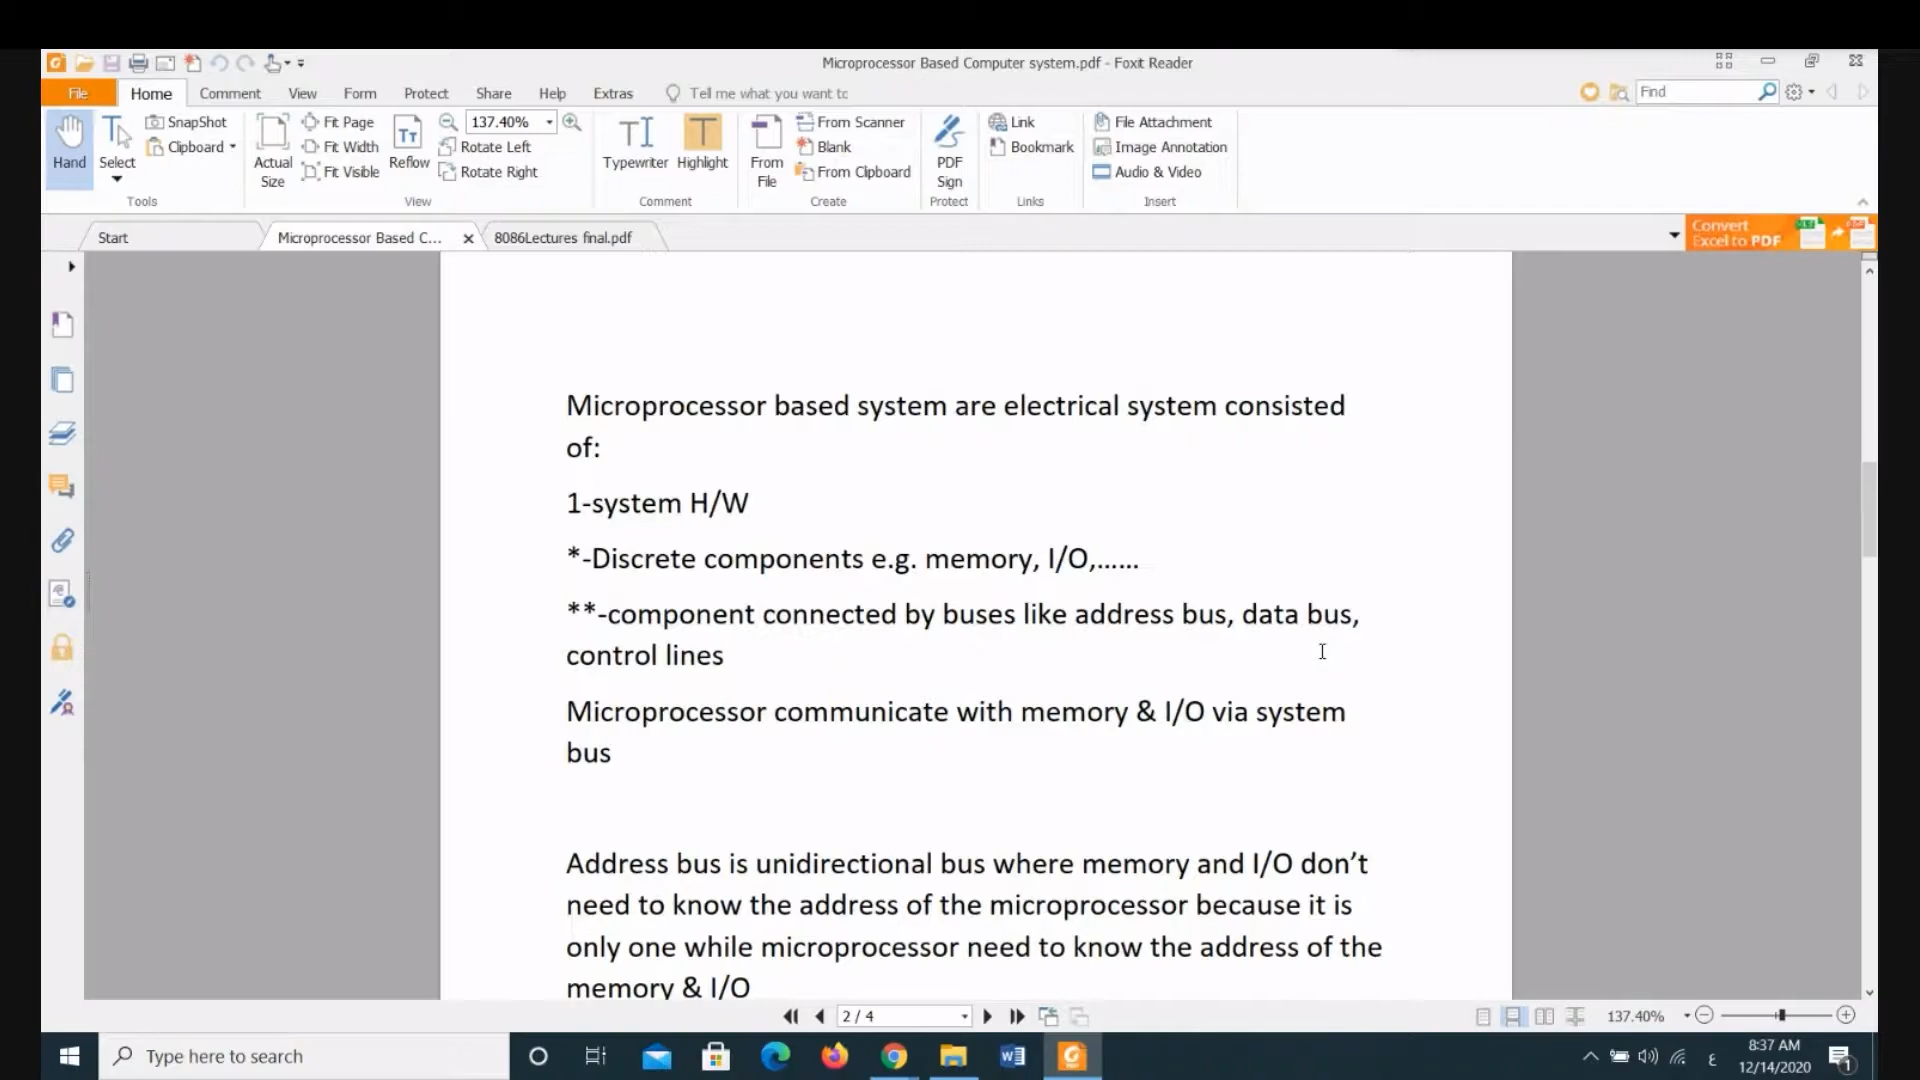 Microprocessor Based Computer system.pdf - Foxit Reader
File Home Comment View Form Protect Share Help Extras Tell me what you want tc Find
Hand
Select
SnapShot
Clipboard
Tools
Actual Size
Fit Page
Fit Width
Fit Visible
Reflow
137.40%
Rotate Left
Rotate Right
View
Typewriter
Highlight
Comment
From File
From Scanner
Blank
From Clipboard
Create
PDF Sign
Protect
Link
Bookmark
Links
File Attachment
Image Annotation
Audio & Video
Insert
Start Microprocessor Based C... 8086Lectures final.pdf
Convert
Excel to PDF
Microprocessor based system are electrical system consisted
of:
1-system H/W
*-Discrete components e.g. memory, I/O,......
**-component connected by buses like address bus, data bus,
control lines
Microprocessor communicate with memory & I/O via system
bus
Address bus is unidirectional bus where memory and I/O don't
need to know the address of the microprocessor because it is
only one while microprocessor need to know the address of the
memory & I/O
2 / 4 137.40%
Type here to search
ع
8:37 AM
12/14/2020
1